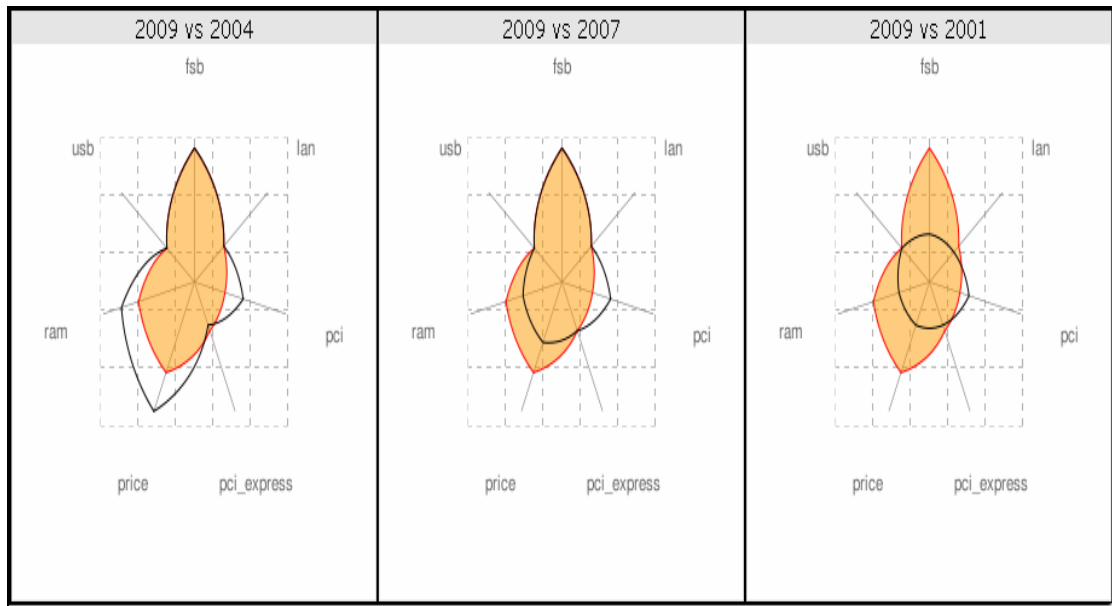 2009 vs 2004
fsb
usb
lan
ram
pci
price
pci_express
2009 vs 2007
fsb
usb
lan
ram
pci
price
pci_express
2009 vs 2001
fsb
usb
lan
ram
pci
price
pci_express